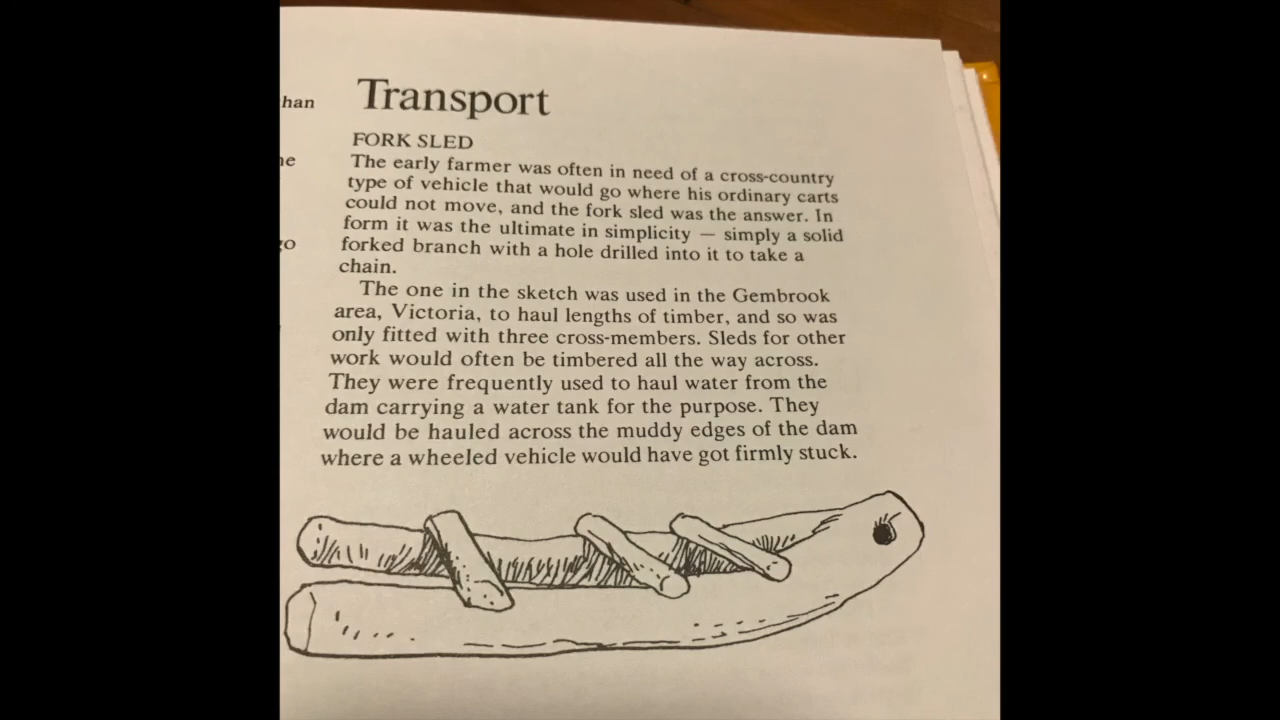 Transport
FORK SLED
The early farmer was often in need of a cross-country
type of vehicle that would go where his ordinary carts
could not move, and the fork sled was the answer. In
form it was the ultimate in simplicity — simply a solid
forked branch with a hole drilled into it to take a
chain.
The one in the sketch was used in the Gembrook
area, Victoria, to haul lengths of timber, and so was
only fitted with three cross-members. Sleds for other
work would often be timbered all the way across.
They were frequently used to haul water from the
dam carrying a water tank for the purpose. They
would be hauled across the muddy edges of the dam
where a wheeled vehicle would have got firmly stuck.